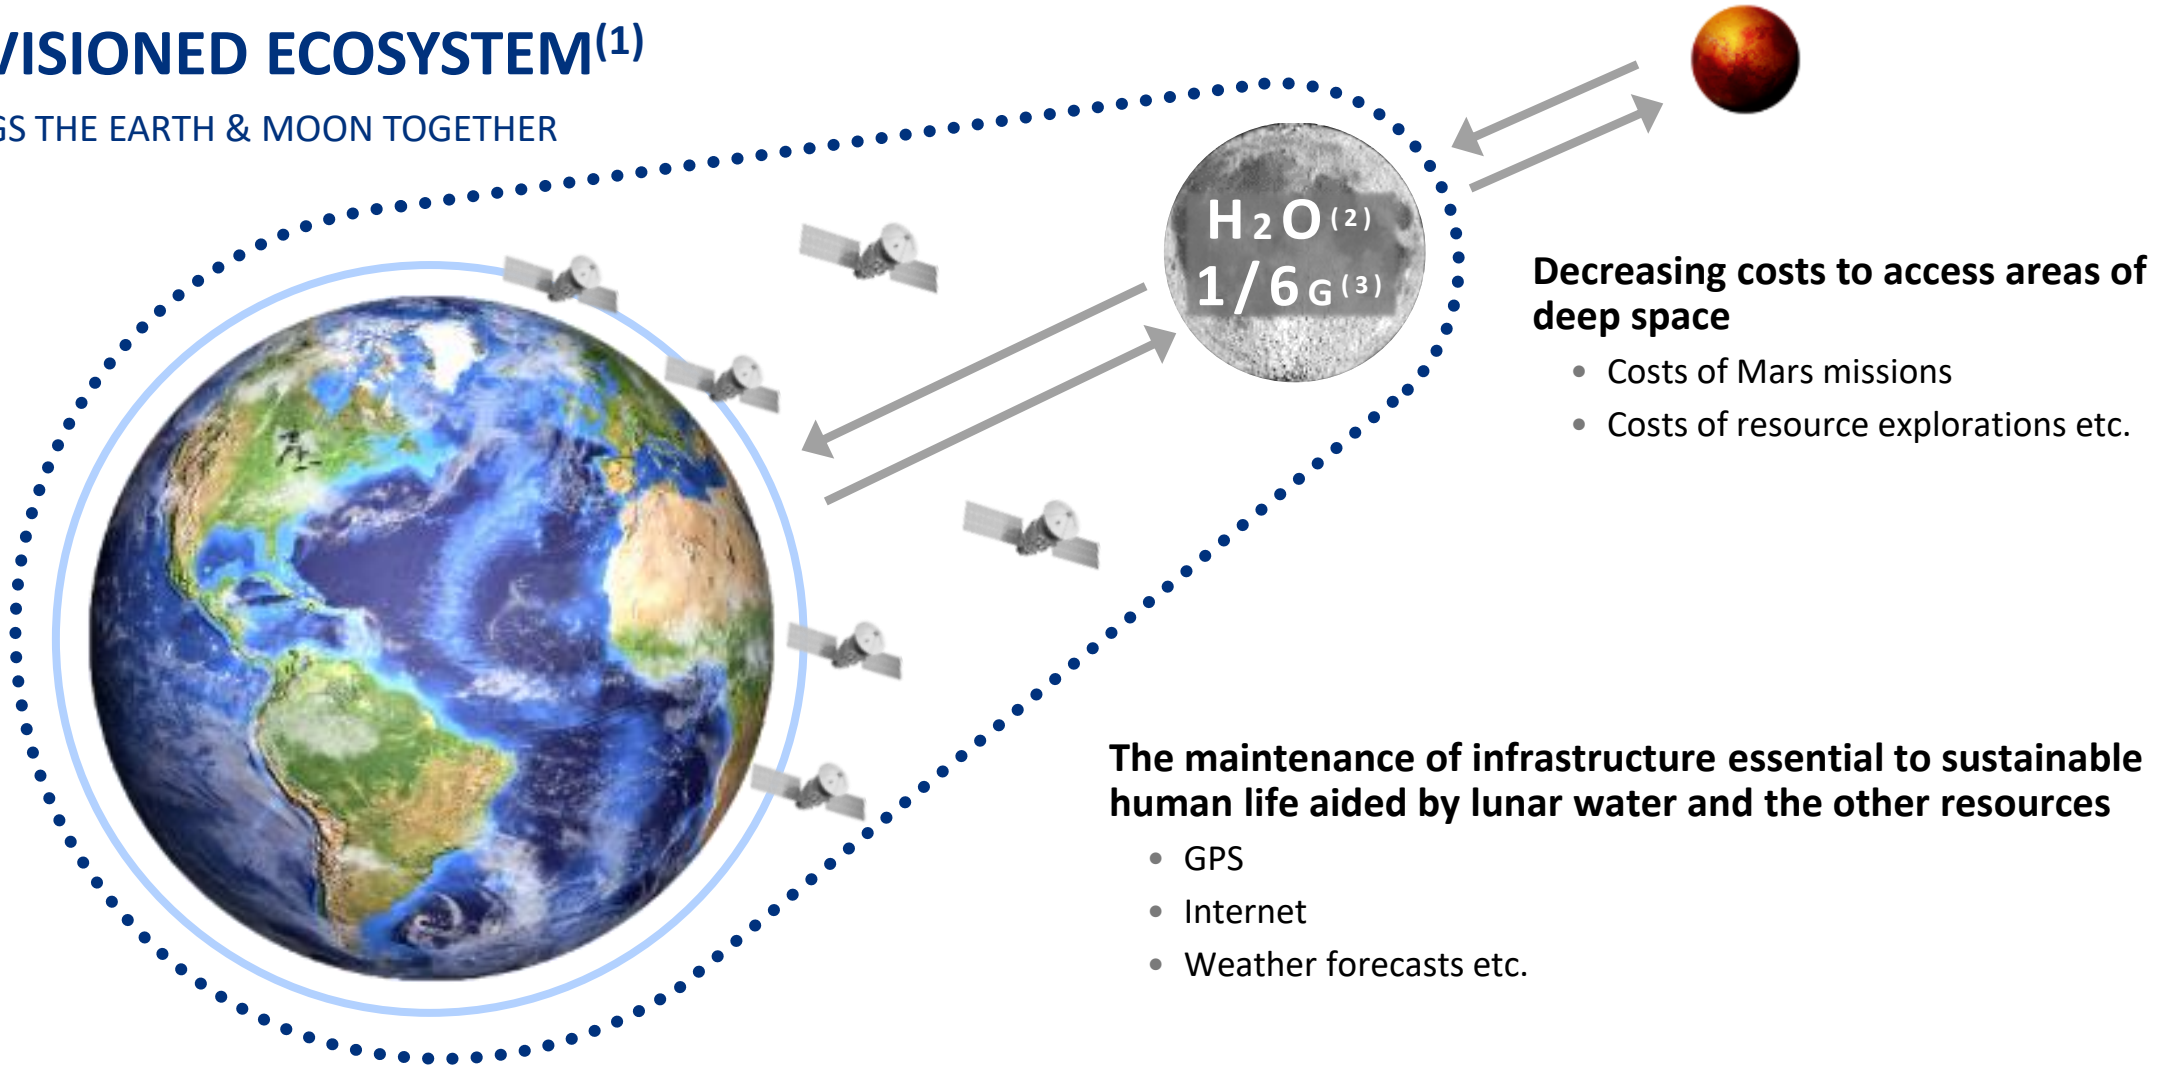 VISIONED ECOSYSTEM(1)
GS THE EARTH & MOON TOGETHER
H2O(2)
1/6G(3)
Decreasing costs to access areas of
deep space
• Costs of Mars missions
• Costs of resource explorations etc.
The maintenance of infrastructure essential to sustainable
human life aided by lunar water and the other resources
• GPS
• Internet
• Weather forecasts etc.